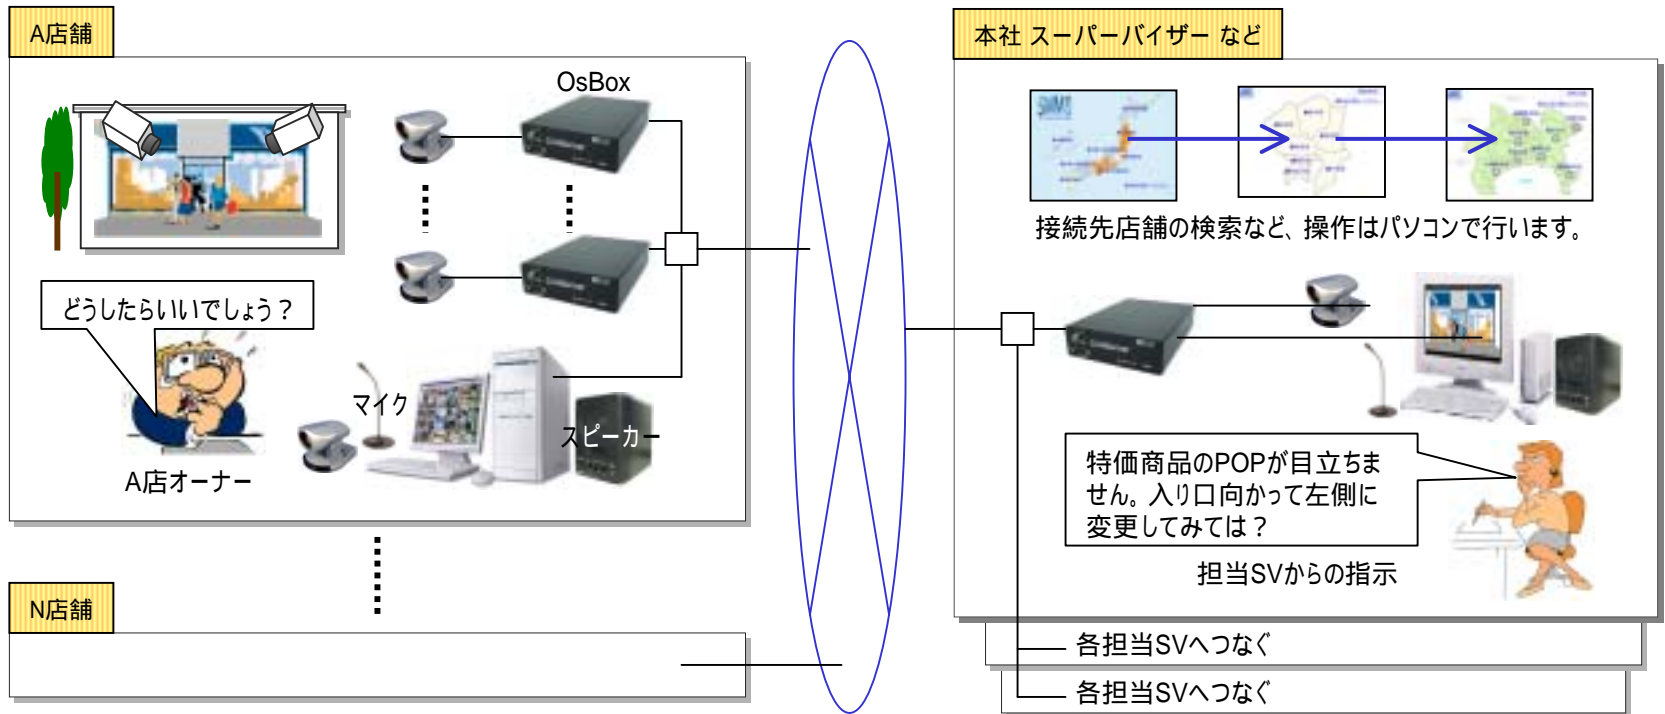 A店舗
OsBox
どうしたらいいでしょう？
マイク
スピーカー
A店オーナー
N店舗
本社 スーパーバイザー など
接続先店舗の検索など、操作はパソコンで行います。
特価商品のPOPが目立ちま
せん。入り口向かって左側に
変更してみては？
担当SVからの指示
各担当SVへつなぐ
各担当SVへつなぐ